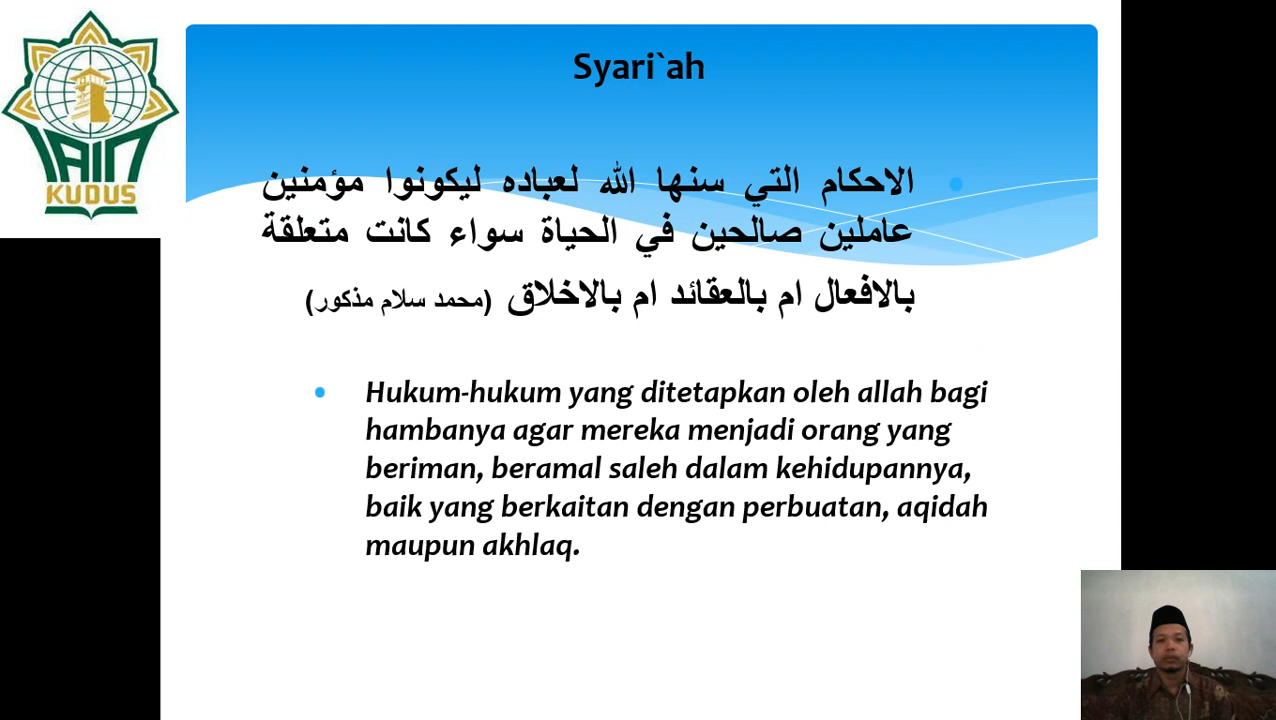 IAIN
KUDUS
Syari`ah
الاحكام التي سنها الله لعباده ليكونوا مؤمنين
عاملين صالحين في الحياة سواء كانت متعلقة
بالافعال ام بالعقائد ام بالاخلاق (محمد سلام مذكور)
Hukum-hukum yang ditetapkan oleh allah bagi
hambanya agar mereka menjadi orang yang
beriman, beramal saleh dalam kehidupannya,
baik yang berkaitan dengan perbuatan, aqidah
maupun akhlaq.